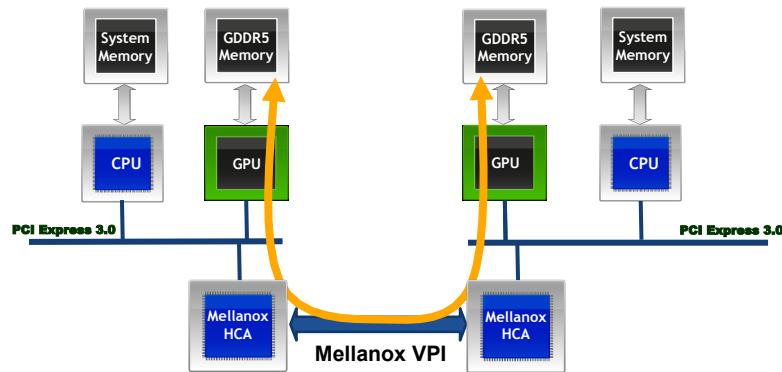 System
Memory
GDDR5
Memory
GDDR5
Memory
System
Memory
CPU
GPU
GPU
CPU
PCI Express 3.0
PCI Express 3.0
Mellanox
HCA
Mellanox
HCA
Mellanox VPI